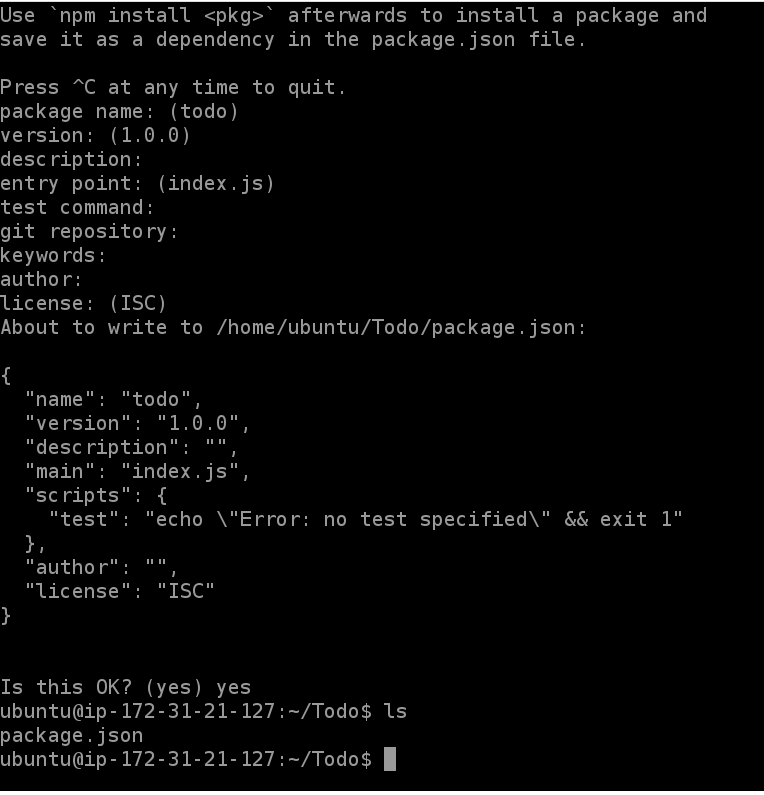 Use `npm install <pkg>` afterwards to install a package and
save it as a dependency in the package.json file.
Press ^C at any time to quit.
package name: (todo)
version: (1.0.0)
description:
entry point: (index.js)
test command:
git repository:
keywords:
author:
license: (ISC)
About to write to /home/ubuntu/Todo/package.json:
{
  "name": "todo",
  "version": "1.0.0",
  "description": "",
  "main": "index.js",
  "scripts": {
    "test": "echo \"Error: no test specified\" && exit 1"
  },
  "author": "",
  "license": "ISC"
}
Is this OK? (yes) yes
ubuntu@ip-172-31-21-127:~/Todo$ ls
package.json
ubuntu@ip-172-31-21-127:~/Todo$